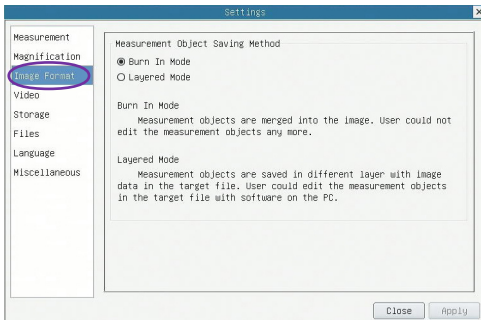 Settings
Measurement
Magnification
Image Format
Video
Storage
Files
Language
Miscellaneous
Measurement Object Saving Method
Burn In Mode
Layered Mode
Burn In Mode
Measurement objects are merged into the image. User could not
edit the measurement objects any more.
Layered Mode
Measurement objects are saved in different layer with image
data in the target file. User could edit the measurement objects
in the target file with software on the PC.
Close
Apply